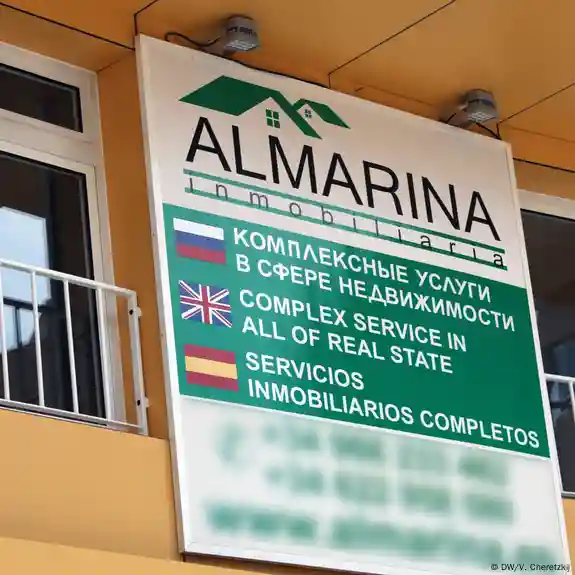 ALMARINA
inmobiliaria
КОМПЛЕКСНЫЕ УСЛУГИ
В СФЕРЕ НЕДВИЖИМОСТИ
COMPLEX SERVICE IN
ALL OF REAL STATE
SERVICIOS
INMOBILIARIOS COMPLETOS
© DW/V. Cheretzkij